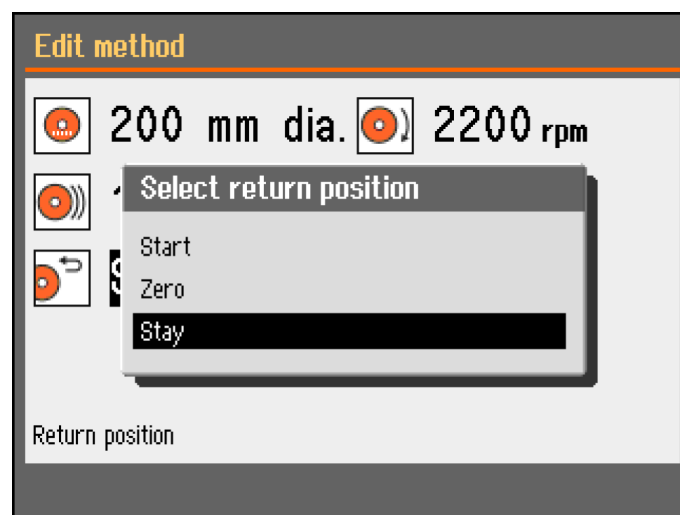 Edit method
200 mm dia. 2200 rpm
Select return position
Start
Zero
Stay
Return position